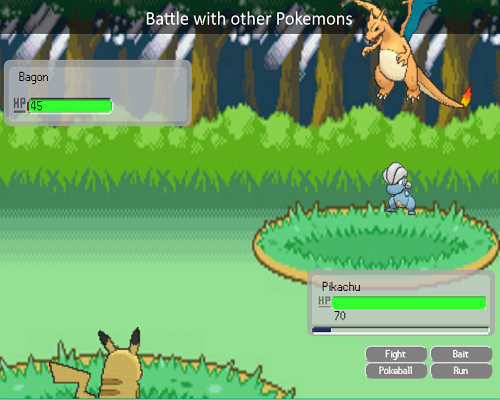 Battle with other Pokemons
Bagon
HP 45
Pikachu
HP
70
Fight Bait
Pokeball Run